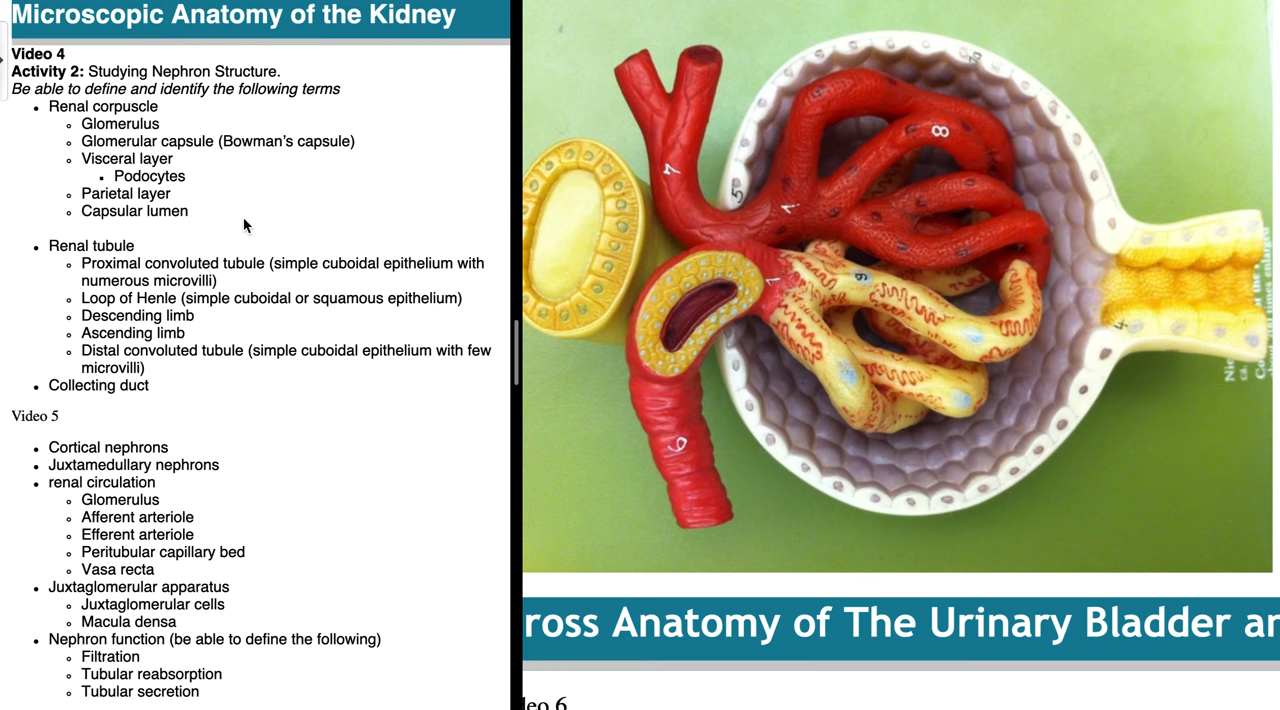 Microscopic Anatomy of the Kidney
Video 4
Activity 2: Studying Nephron Structure.
Be able to define and identify the following terms
Renal corpuscle
Glomerulus
Glomerular capsule (Bowman’s capsule)
Visceral layer
Podocytes
Parietal layer
Capsular lumen
Renal tubule
Proximal convoluted tubule (simple cuboidal epithelium with
numerous microvilli)
Loop of Henle (simple cuboidal or squamous epithelium)
Descending limb
Ascending limb
Distal convoluted tubule (simple cuboidal epithelium with few
microvilli)
Collecting duct
Video 5
Cortical nephrons
Juxtamedullary nephrons
renal circulation
Glomerulus
Afferent arteriole
Efferent arteriole
Peritubular capillary bed
Vasa recta
Juxtaglomerular apparatus
Juxtaglomerular cells
Macula densa
Nephron function (be able to define the following)
Filtration
Tubular reabsorption
Tubular secretion
7
8
5
1
9
1
4
6
ross Anatomy of The Urinary Bladder an
deo 6